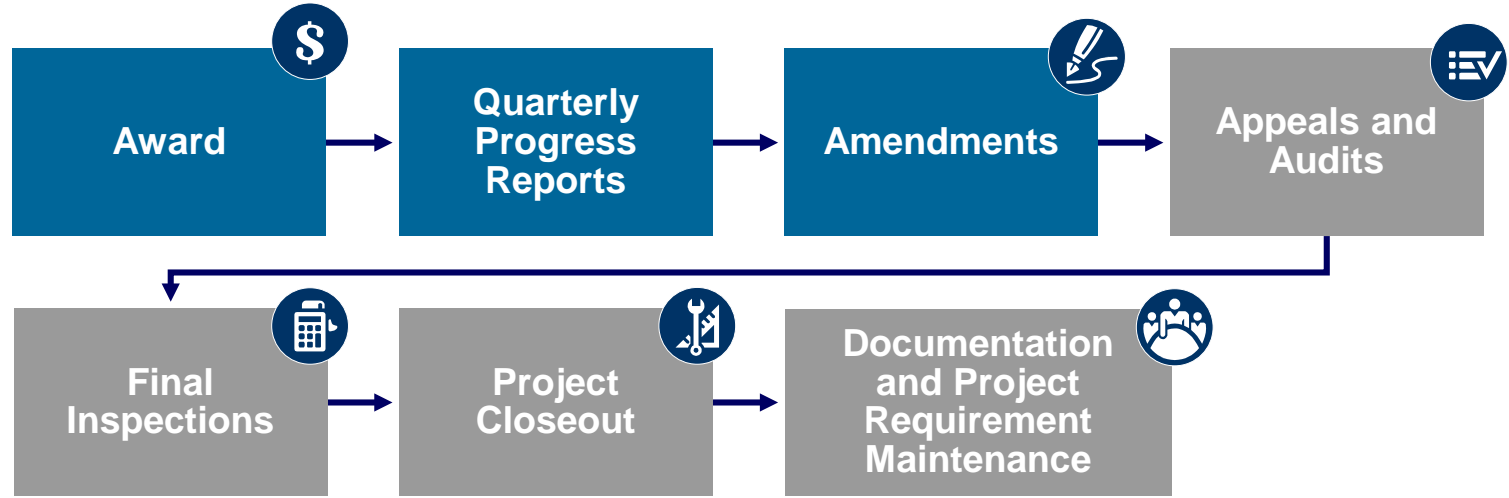 $
Award
Quarterly
Progress
Reports
Amendments
Appeals and
Audits
Final
Inspections
Project
Closeout
Documentation
and Project
Requirement
Maintenance